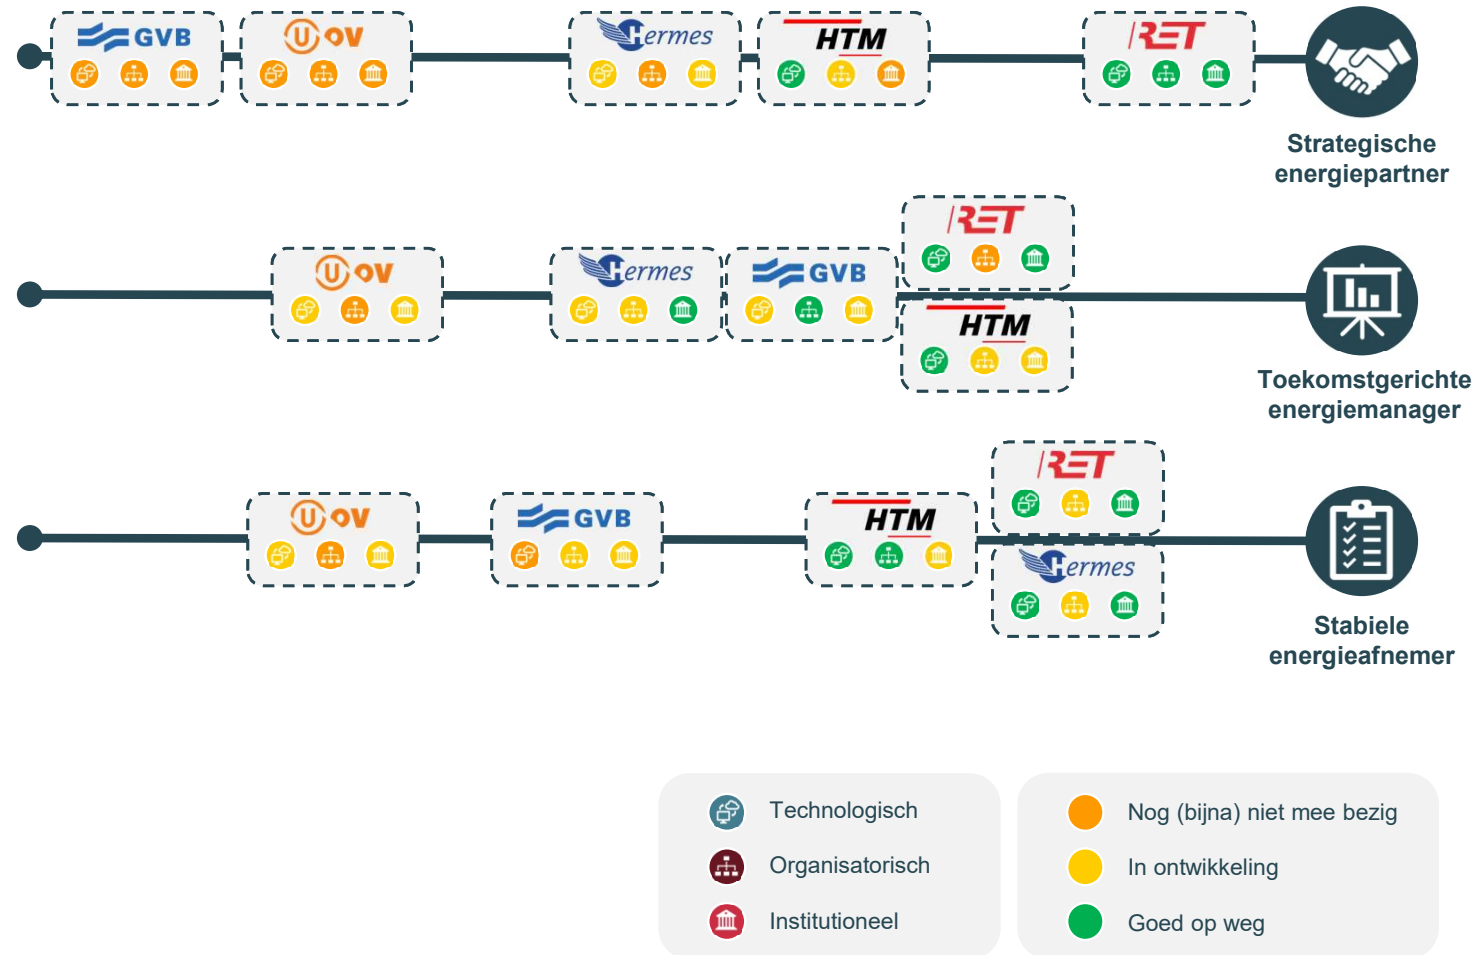 GVB
U OV
Hermes
HTM
RET
Strategische
energiepartner
RET
U OV
Hermes
GVB
HTM
Toekomstgerichte
energiemanager
RET
U OV
GVB
HTM
Hermes
Stabiele
energieafnemer
Technologisch
Organisatorisch
Institutioneel
Nog (bijna) niet mee bezig
In ontwikkeling
Goed op weg